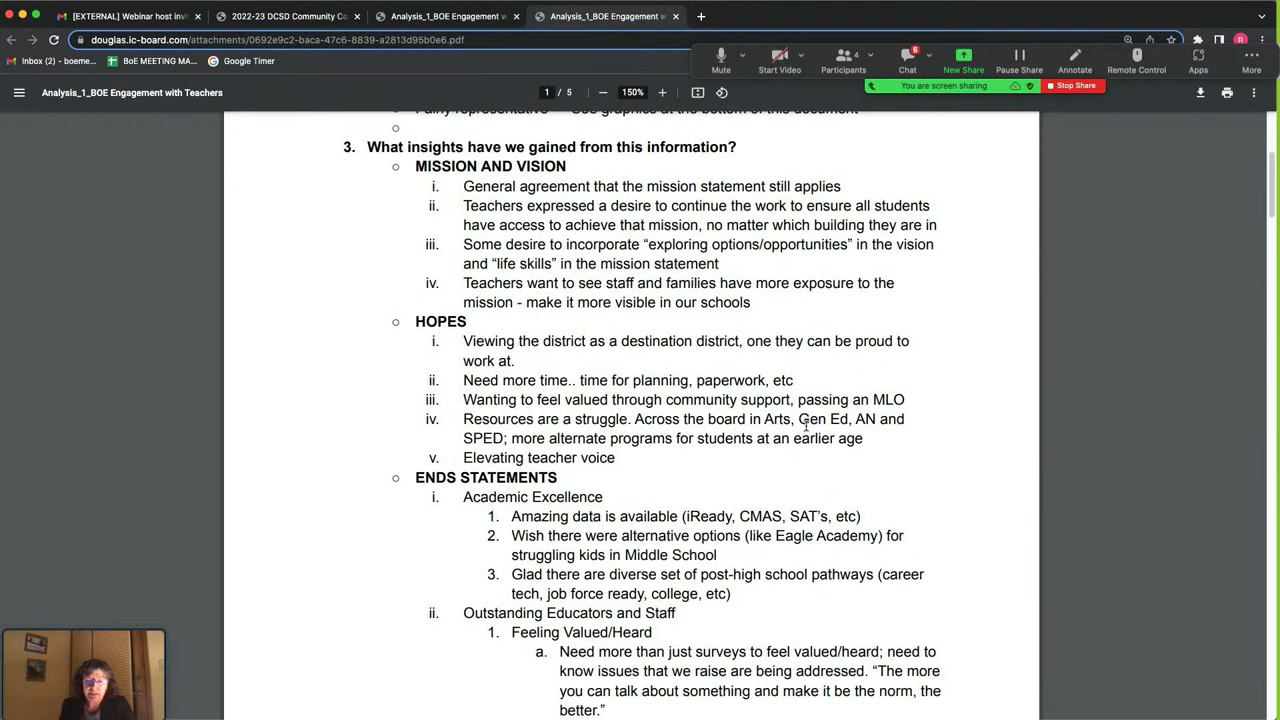 [EXTERNAL] Webinar host invi
2022-23 DCSD Community Co
Analysis_1_BOE Engagement w
Analysis_1_BOE Engagement w
douglas.ic-board.com/attachments/0692e9c2-baca-47c6-8839-a2813d95b0e6.pdf
Inbox (2) - boeme...
BoE MEETING MA...
Google Timer
Mute
Start Video
4
Participants
6
Chat
New Share
Pause Share
Annotate
Remote Control
Apps
More
You are screen sharing
Stop Share
Analysis_1_BOE Engagement with Teachers
1 / 5
150%
Fairly representative
See graphics at the bottom of this document
3. What insights have we gained from this information?
○ MISSION AND VISION
i. General agreement that the mission statement still applies
ii. Teachers expressed a desire to continue the work to ensure all students
have access to achieve that mission, no matter which building they are in
iii. Some desire to incorporate “exploring options/opportunities” in the vision
and “life skills” in the mission statement
iv. Teachers want to see staff and families have more exposure to the
mission - make it more visible in our schools
○ HOPES
i. Viewing the district as a destination district, one they can be proud to
work at.
ii. Need more time.. time for planning, paperwork, etc
iii. Wanting to feel valued through community support, passing an MLO
iv. Resources are a struggle. Across the board in Arts, Gen Ed, AN and
SPED; more alternate programs for students at an earlier age
v. Elevating teacher voice
○ ENDS STATEMENTS
i. Academic Excellence
1. Amazing data is available (iReady, CMAS, SAT’s, etc)
2. Wish there were alternative options (like Eagle Academy) for
struggling kids in Middle School
3. Glad there are diverse set of post-high school pathways (career
tech, job force ready, college, etc)
ii. Outstanding Educators and Staff
1. Feeling Valued/Heard
a. Need more than just surveys to feel valued/heard; need to
know issues that we raise are being addressed. “The more
you can talk about something and make it be the norm, the
better.”